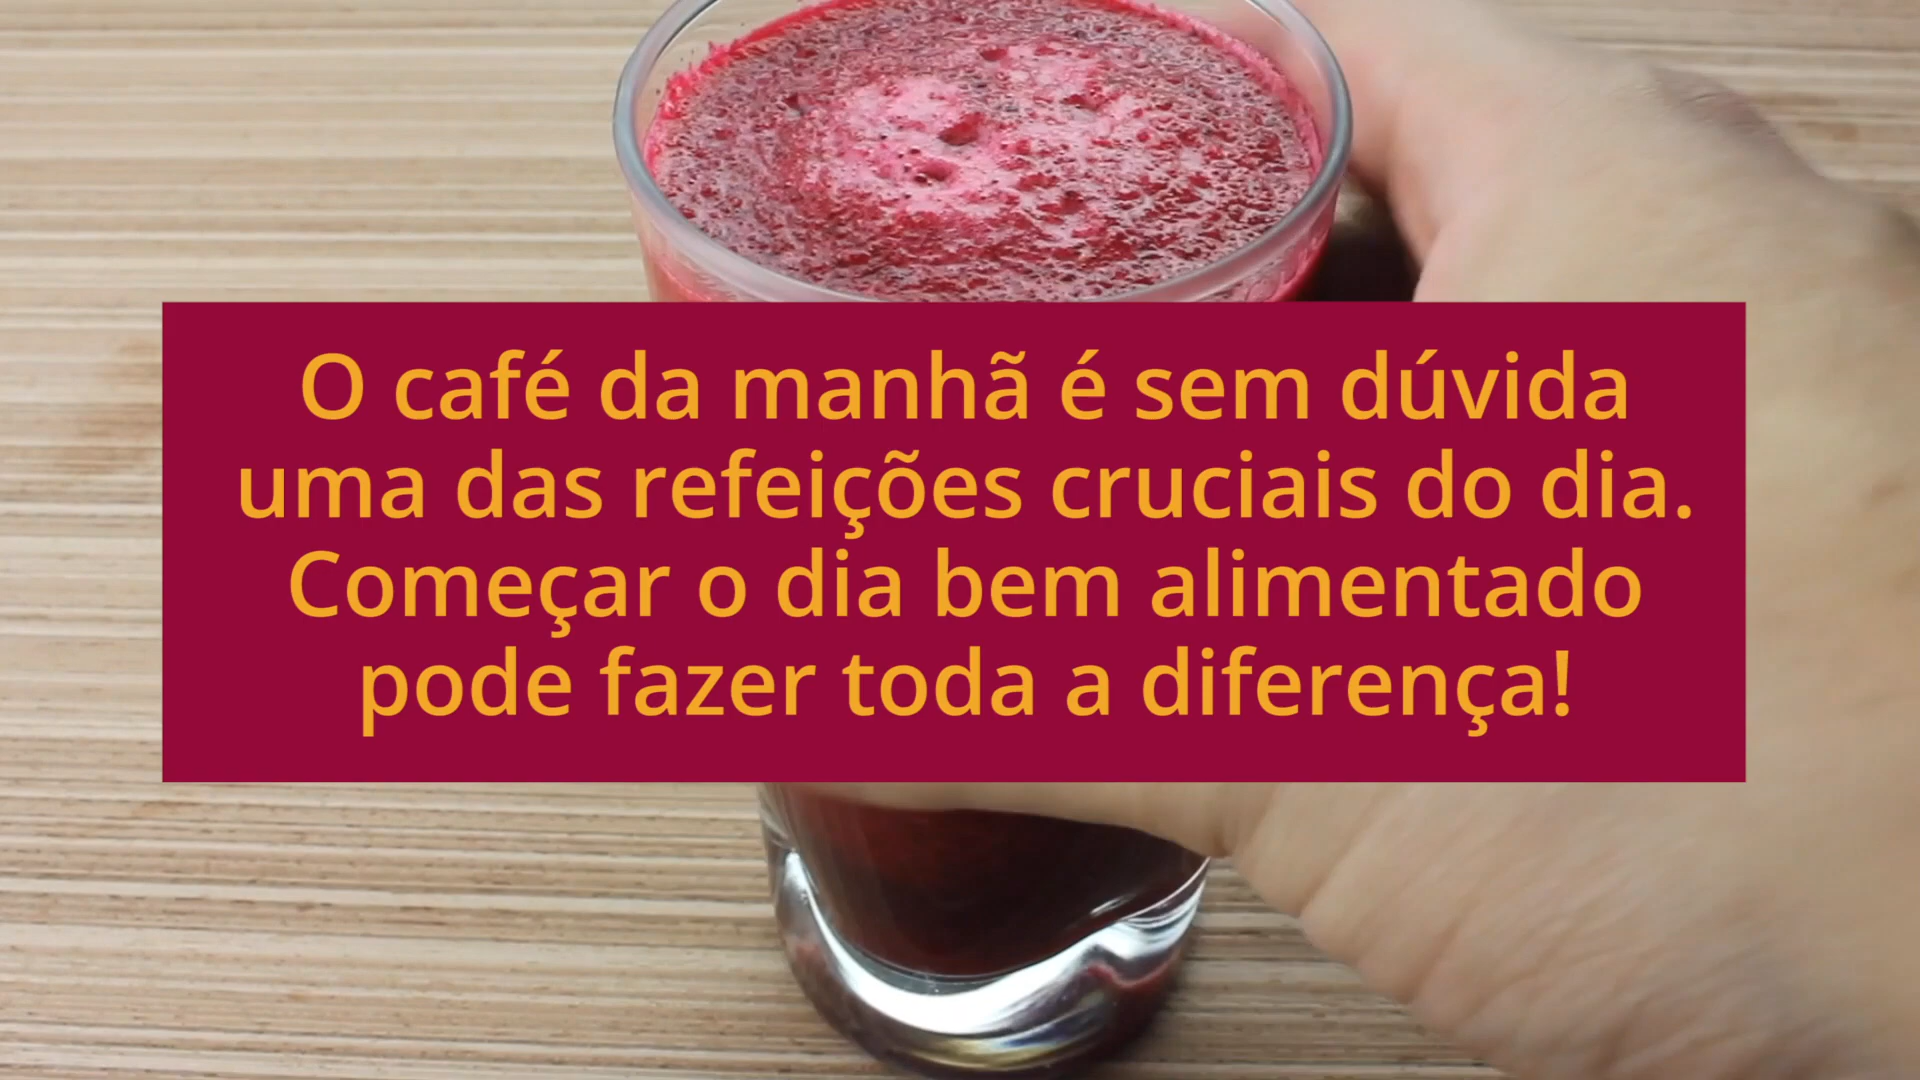 O café da manhã é sem dúvida
uma das refeições cruciais do dia.
Começar o dia bem alimentado
pode fazer toda a diferença!